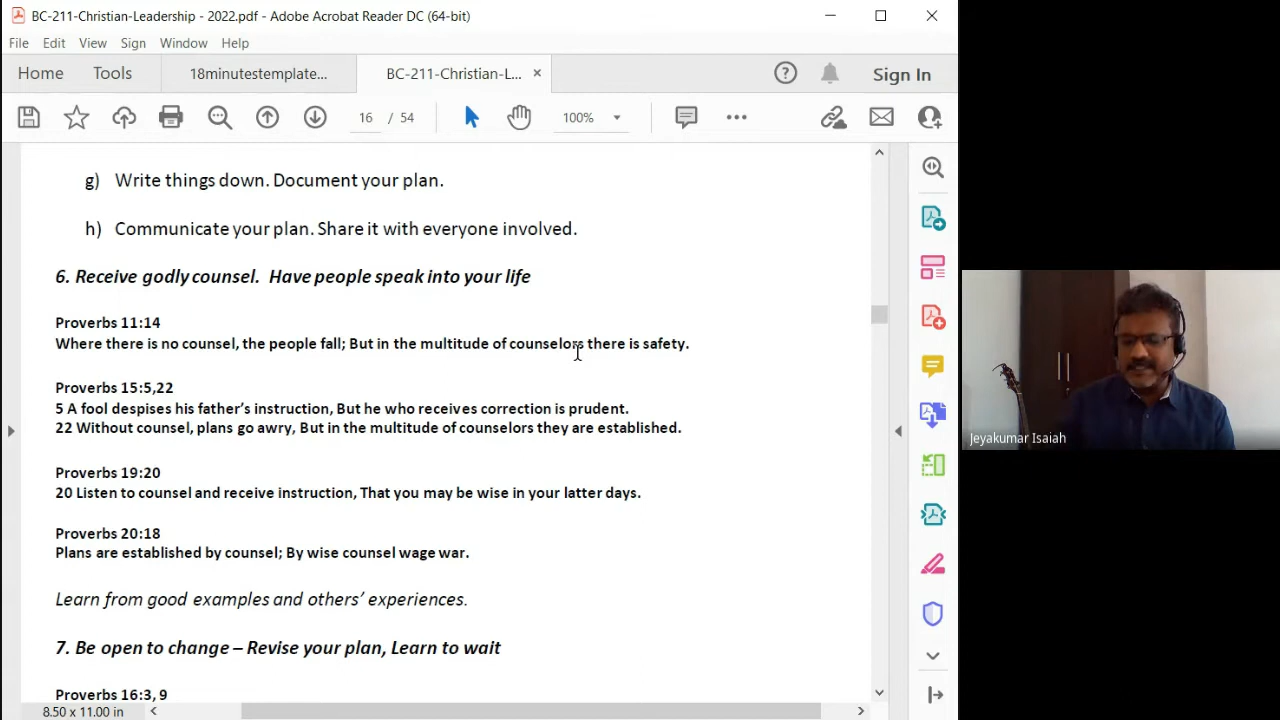 BC-211-Christian-Leadership - 2022.pdf - Adobe Acrobat Reader DC (64-bit)
File Edit View Sign Window Help
Home Tools 18minutestemplate... BC-211-Christian-L... × Sign In
16 / 54 100%
g) Write things down. Document your plan.
h) Communicate your plan. Share it with everyone involved.
6. Receive godly counsel. Have people speak into your life
Proverbs 11:14
Where there is no counsel, the people fall; But in the multitude of counselors there is safety.
Proverbs 15:5,22
5 A fool despises his father’s instruction, But he who receives correction is prudent.
22 Without counsel, plans go awry, But in the multitude of counselors they are established.
Proverbs 19:20
20 Listen to counsel and receive instruction, That you may be wise in your latter days.
Proverbs 20:18
Plans are established by counsel; By wise counsel wage war.
Learn from good examples and others’ experiences.
7. Be open to change – Revise your plan, Learn to wait
Proverbs 16:3, 9
8.50 x 11.00 in
Jeyakumar Isaiah